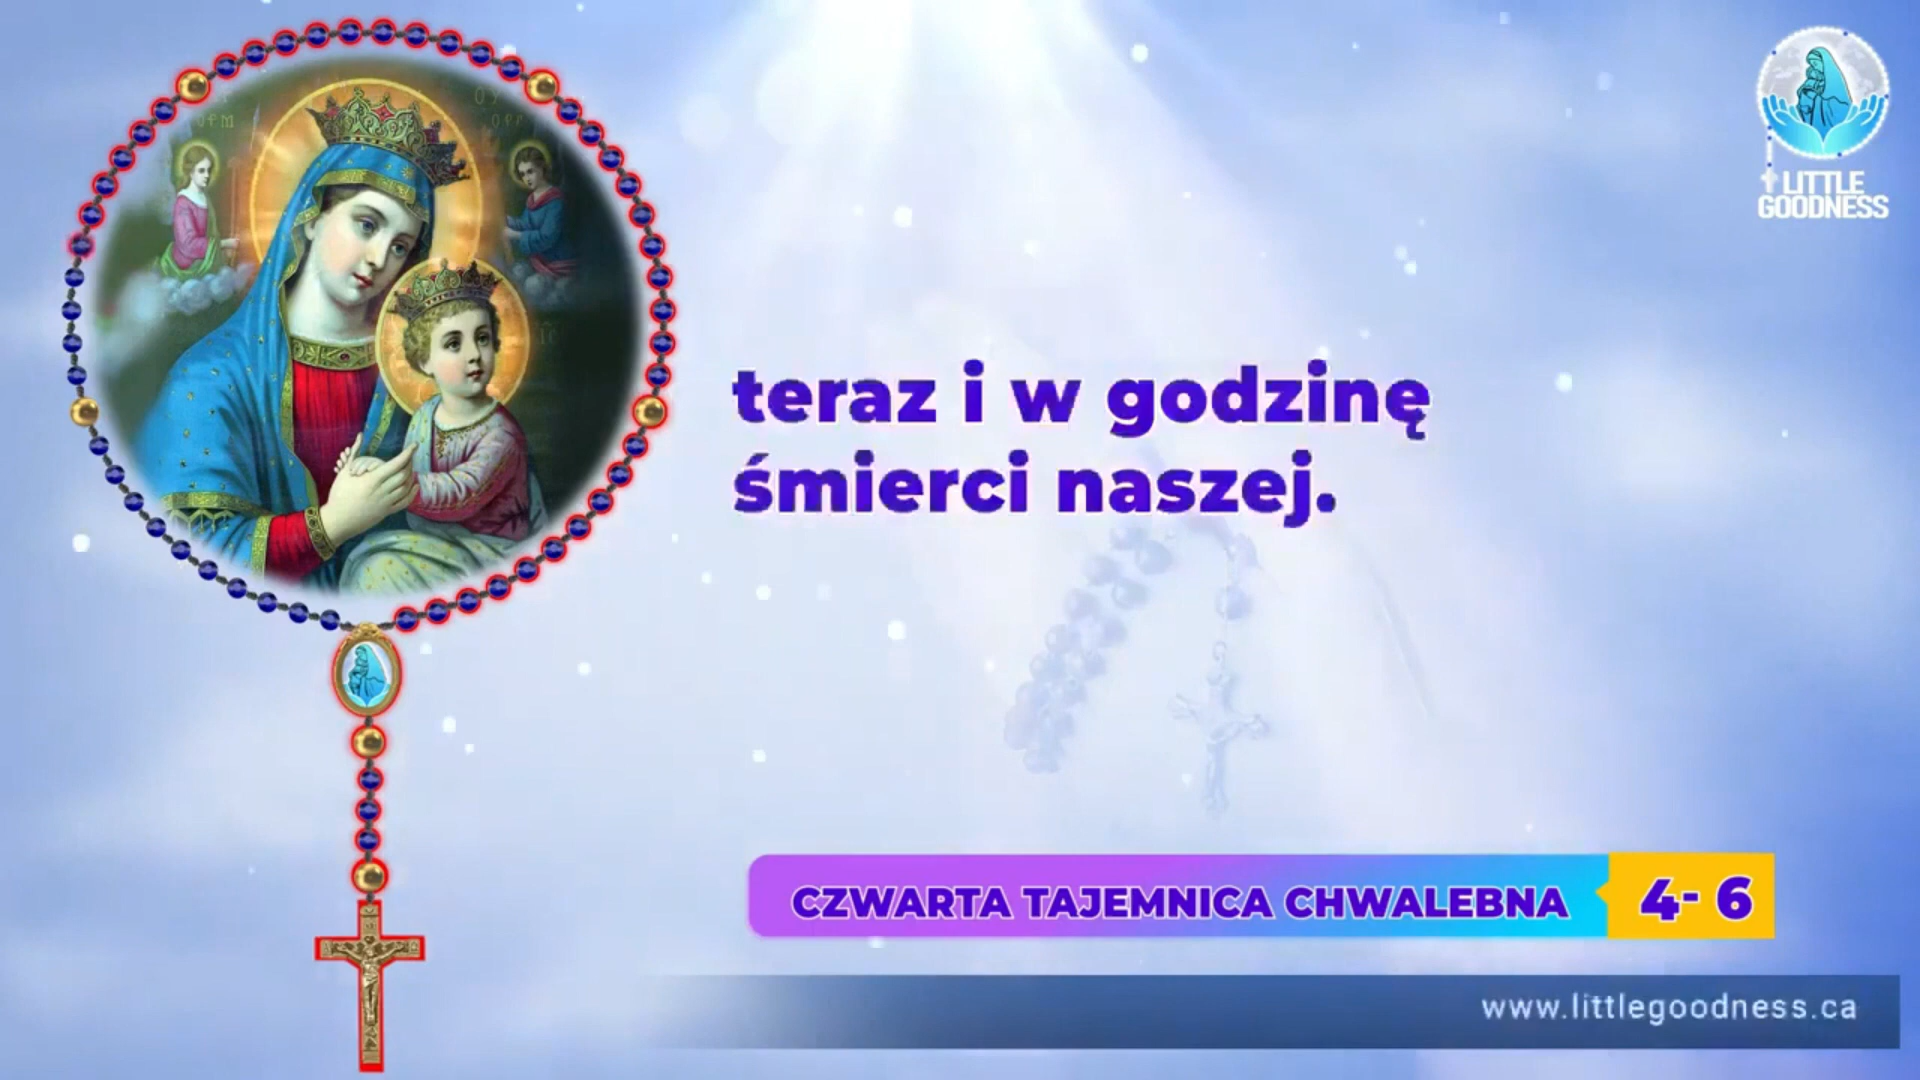 LITTLE
GOODNESS
teraz i w godzinę
śmierci naszej.
CZWARTA TAJEMNICA CHWALEBNA 4- 6
www.littlegoodness.ca